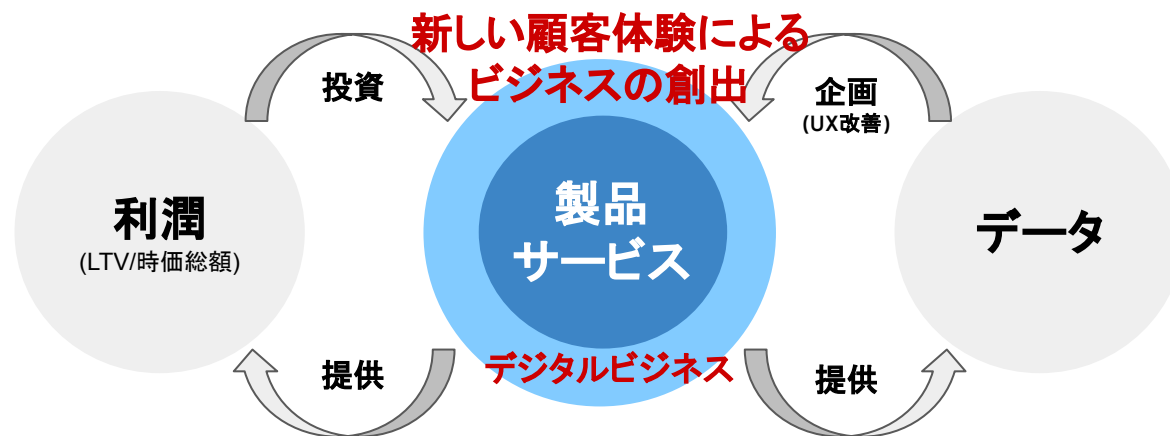 新しい顧客体験による
ビジネスの創出
投資
企画
(UX改善)
利潤
(LTV/時価総額)
製品
サービス
データ
提供
デジタルビジネス
提供